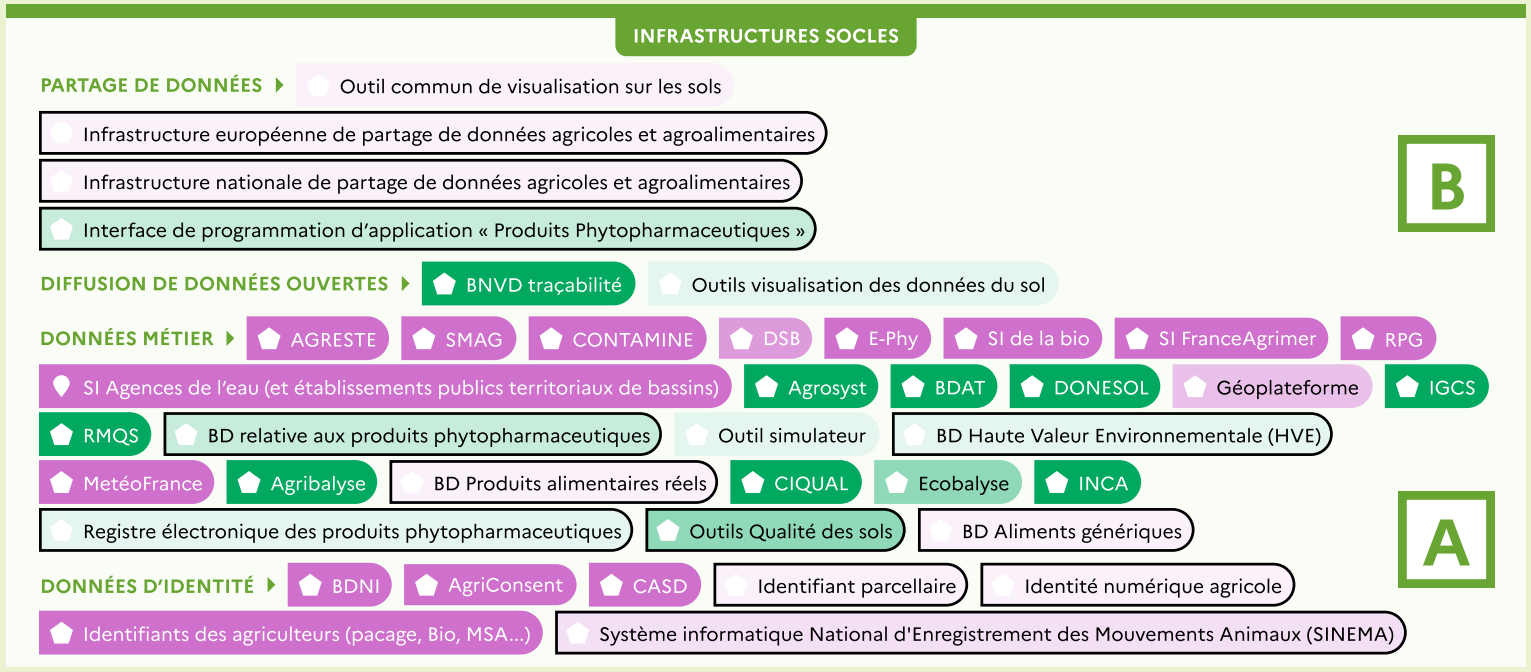 INFRASTRUCTURES SOCLES
PARTAGE DE DONNÉES Outil commun de visualisation sur les sols
Infrastructure européenne de partage de données agricoles et agroalimentaires
Infrastructure nationale de partage de données agricoles et agroalimentaires
Interface de programmation d'application « Produits Phytopharmaceutiques »
B
DIFFUSION DE DONNÉES OUVERTES BNVD traçabilité Outils visualisation des données du sol
DONNÉES MÉTIER AGRESTE SMAG CONTAMINE DSB E-Phy SI de la bio SI FranceAgrimer RPG
SI Agences de l'eau (et établissements publics territoriaux de bassins) Agrosyst BDAT DONESOL Géoplateforme IGCS
RMQS BD relative aux produits phytopharmaceutiques Outil simulateur BD Haute Valeur Environnementale (HVE)
MetéoFrance Agribalyse BD Produits alimentaires réels CIQUAL Ecobalyse INCA
Registre électronique des produits phytopharmaceutiques Outils Qualité des sols BD Aliments génériques
A
DONNÉES D'IDENTITÉ BDNI AgriConsent CASD Identifiant parcellaire Identité numérique agricole
Identifiants des agriculteurs (pacage, Bio, MSA...) Système informatique National d'Enregistrement des Mouvements Animaux (SINEMA)